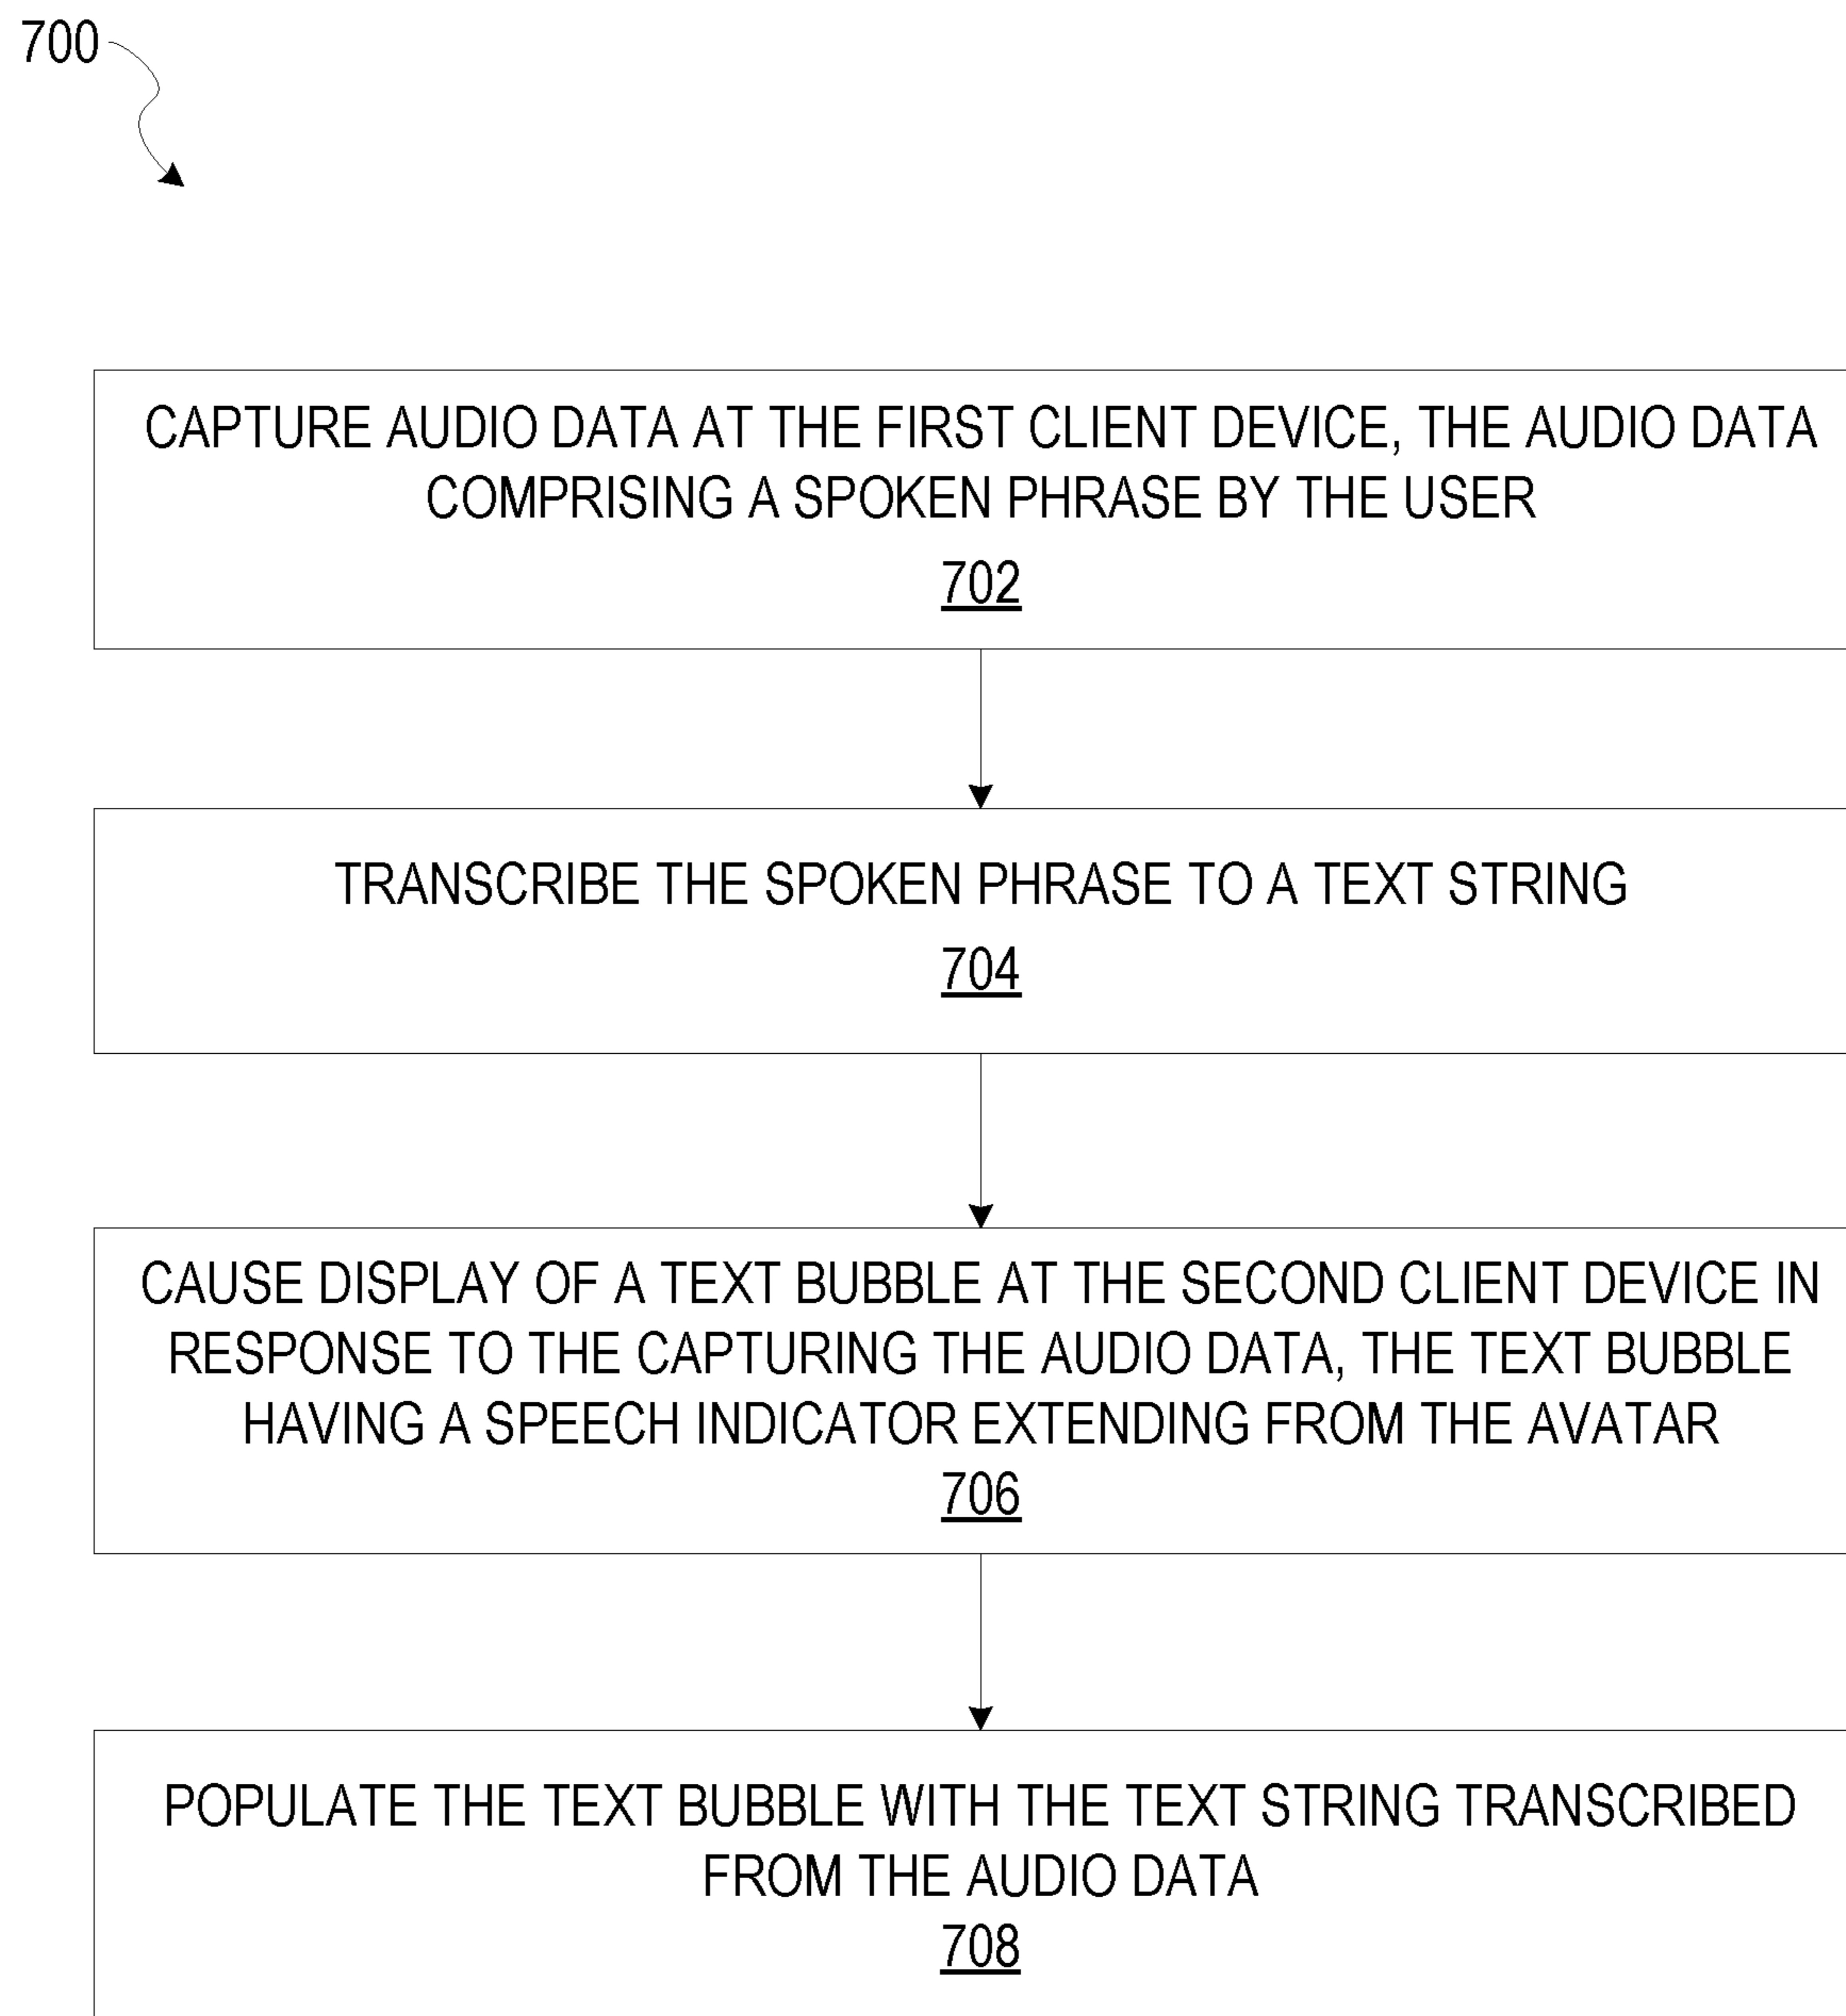 700
CAPTURE AUDIO DATA AT THE FIRST CLIENT DEVICE, THE AUDIO DATA
COMPRISING A SPOKEN PHRASE BY THE USER
702
TRANSCRIBE THE SPOKEN PHRASE TO A TEXT STRING
704
CAUSE DISPLAY OF A TEXT BUBBLE AT THE SECOND CLIENT DEVICE IN
RESPONSE TO THE CAPTURING THE AUDIO DATA, THE TEXT BUBBLE
HAVING A SPEECH INDICATOR EXTENDING FROM THE AVATAR
706
POPULATE THE TEXT BUBBLE WITH THE TEXT STRING TRANSCRIBED
FROM THE AUDIO DATA
708